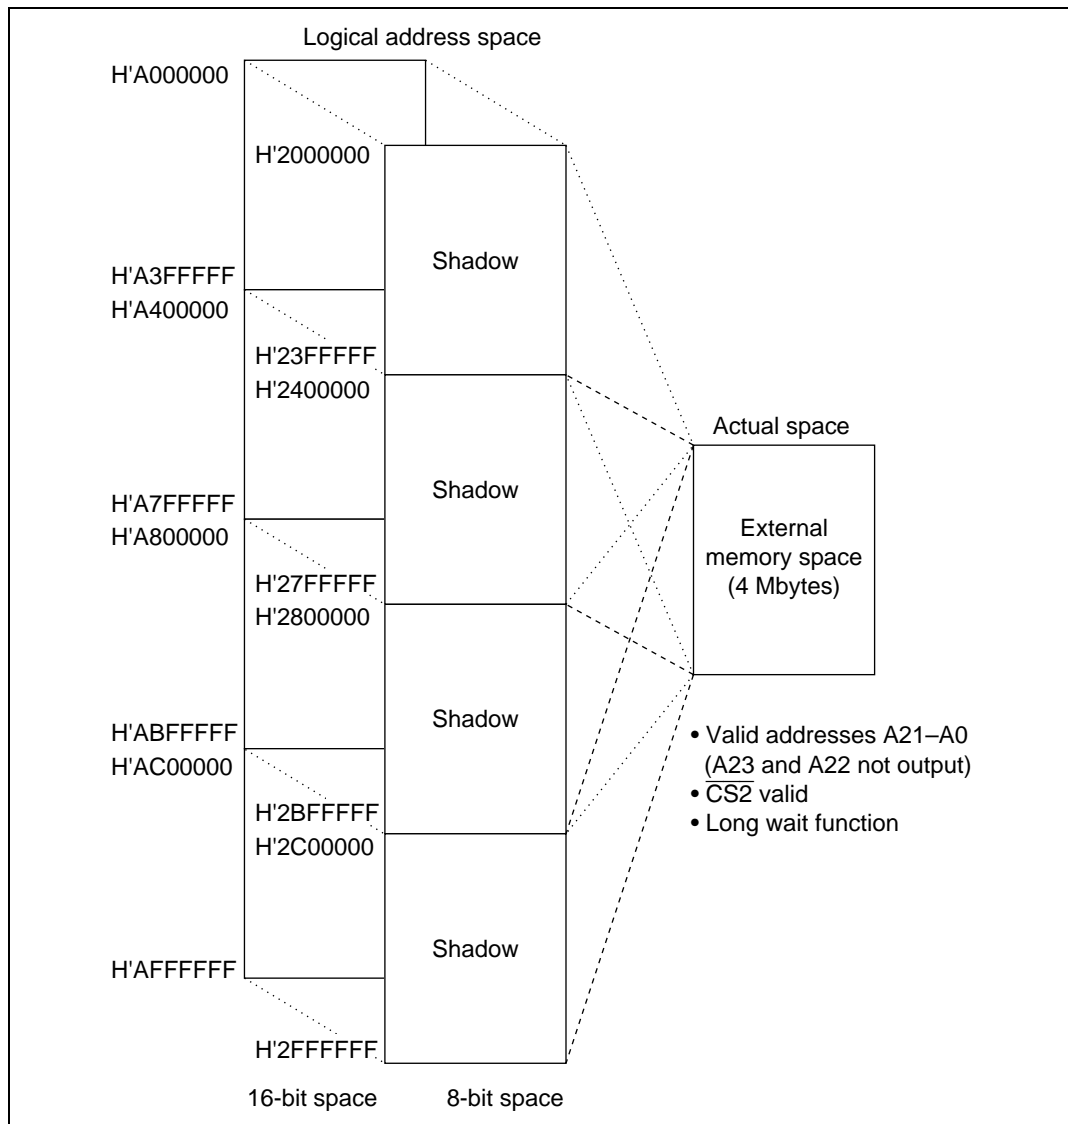 Logical address space
H'A000000
H'2000000
Shadow
H'A3FFFFF
H'A400000
H'23FFFFF
H'2400000
Actual space
Shadow
H'A7FFFFF
H'A800000
External
memory space
(4 Mbytes)
H'27FFFFF
H'2800000
Shadow
H'ABFFFFF
H'AC00000
• Valid addresses A21–A0
(A23 and A22 not output)
• CS2 valid
• Long wait function
H'2BFFFFF
H'2C00000
Shadow
H'AFFFFFF
H'2FFFFFF
16-bit space
8-bit space